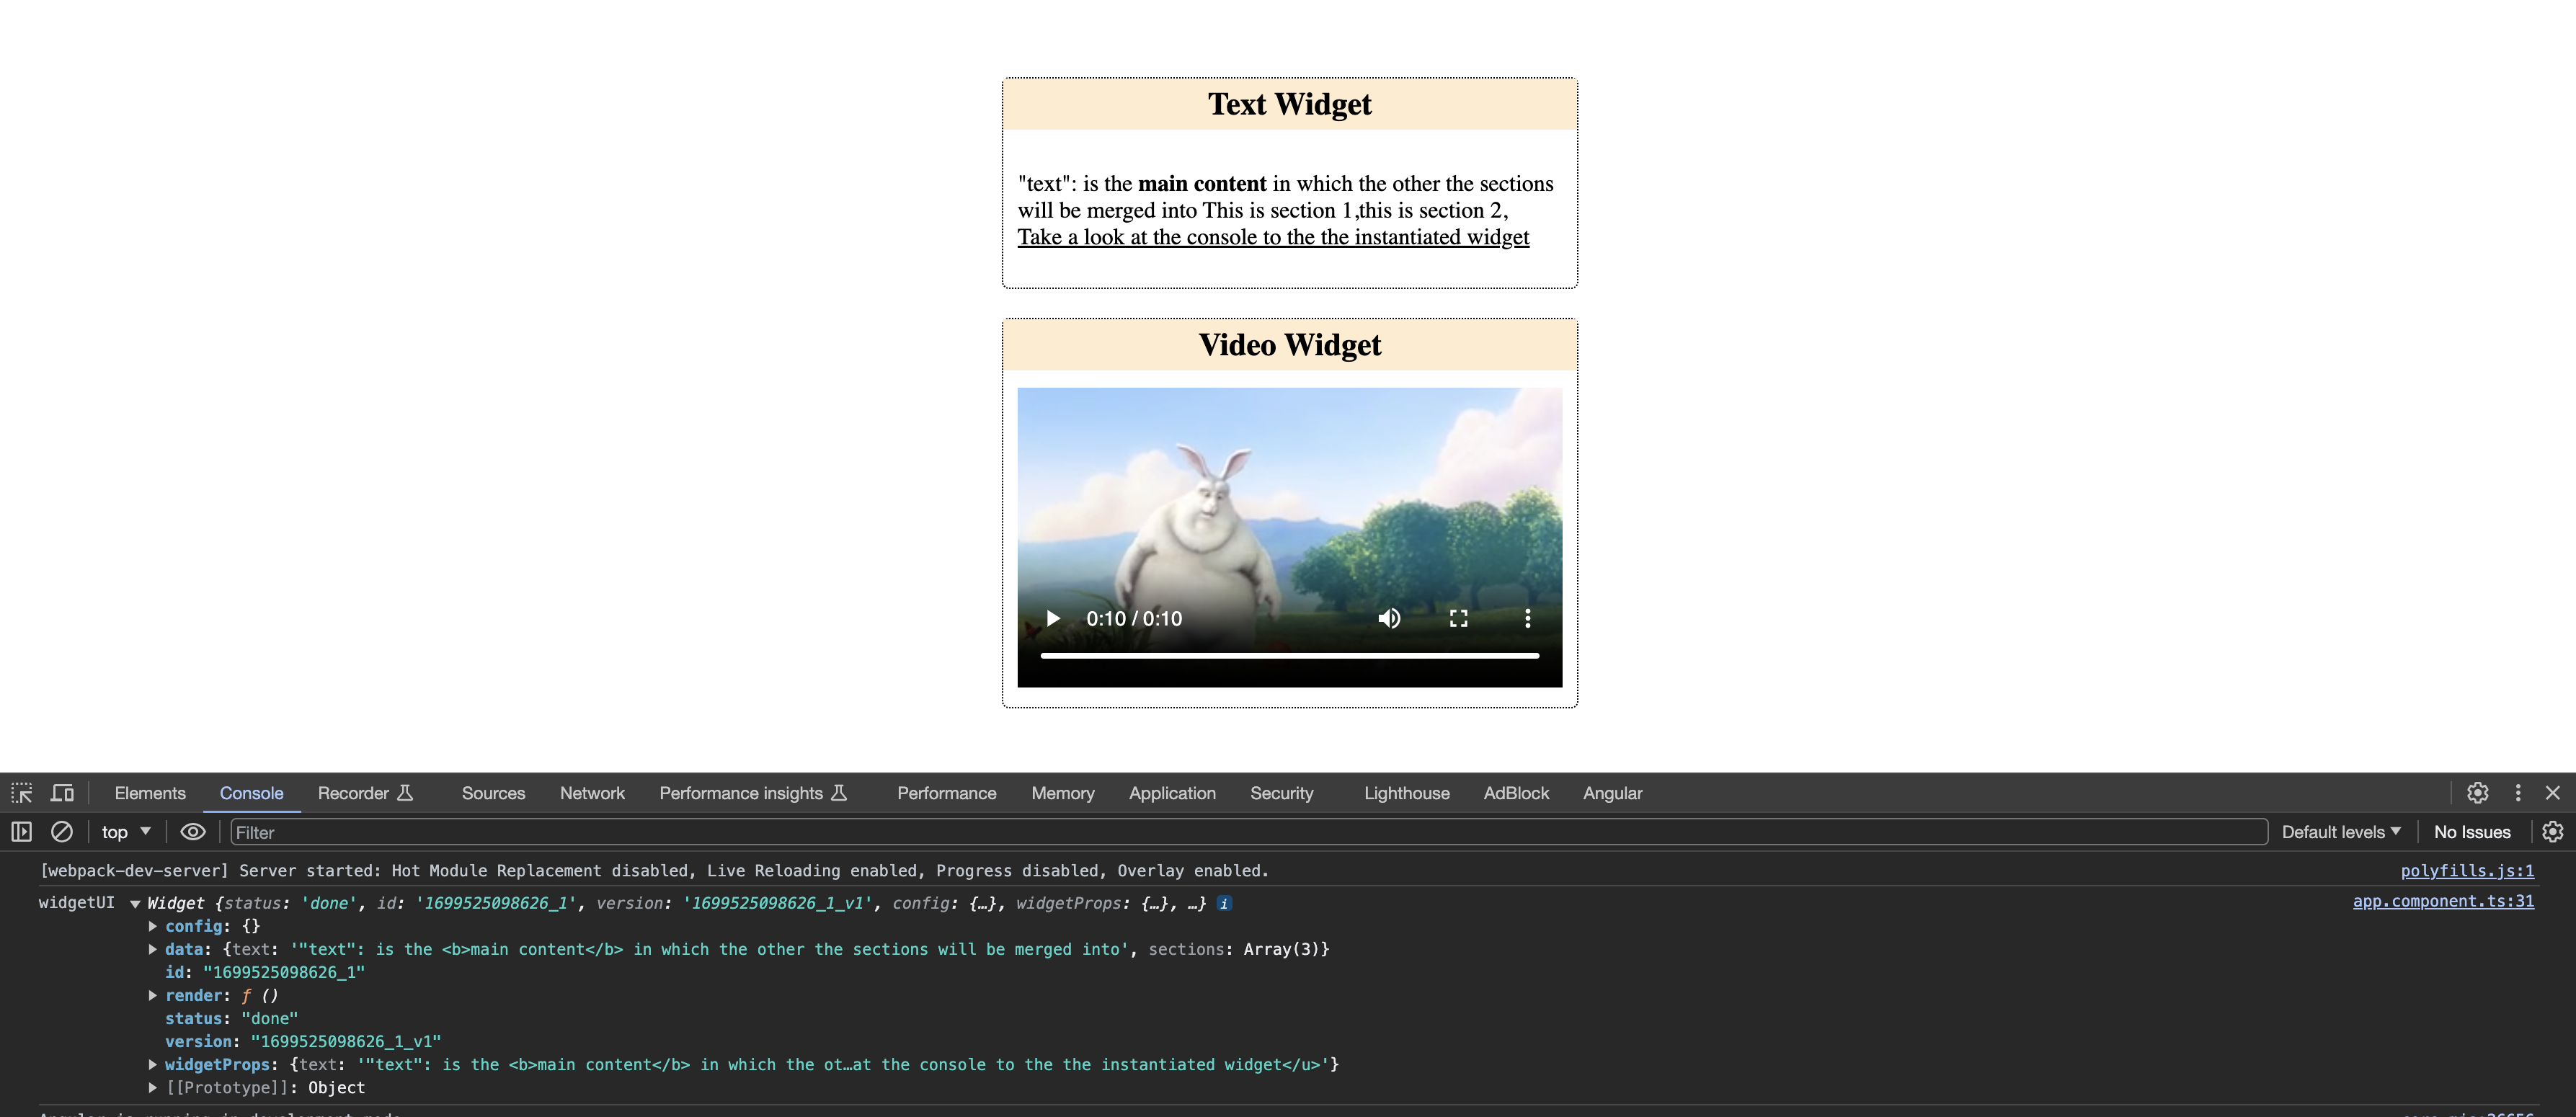 Text Widget
"text": is the main content in which the other the sections
will be merged into This is section 1,this is section 2,
Take a look at the console to the the instantiated widget
Video Widget
0:10 / 0:10
Elements Console Recorder Sources Network Performance insights Performance Memory Application Security Lighthouse AdBlock Angular
top Filter Default levels No Issues
[webpack-dev-server] Server started: Hot Module Replacement disabled, Live Reloading enabled, Progress disabled, Overlay enabled. polyfills.js:1
widgetUI Widget {status: 'done', id: '1699525098626_1', version: '1699525098626_1_v1', config: {…}, widgetProps: {…}, …} i app.component.ts:31
config: {}
data: {text: '"text": is the <b>main content</b> in which the other the sections will be merged into', sections: Array(3)}
id: "1699525098626_1"
render: ƒ ()
status: "done"
version: "1699525098626_1_v1"
widgetProps: {text: '"text": is the <b>main content</b> in which the ot…at the console to the the instantiated widget</u>'}
[[Prototype]]: Object
Angular is running in development mode.